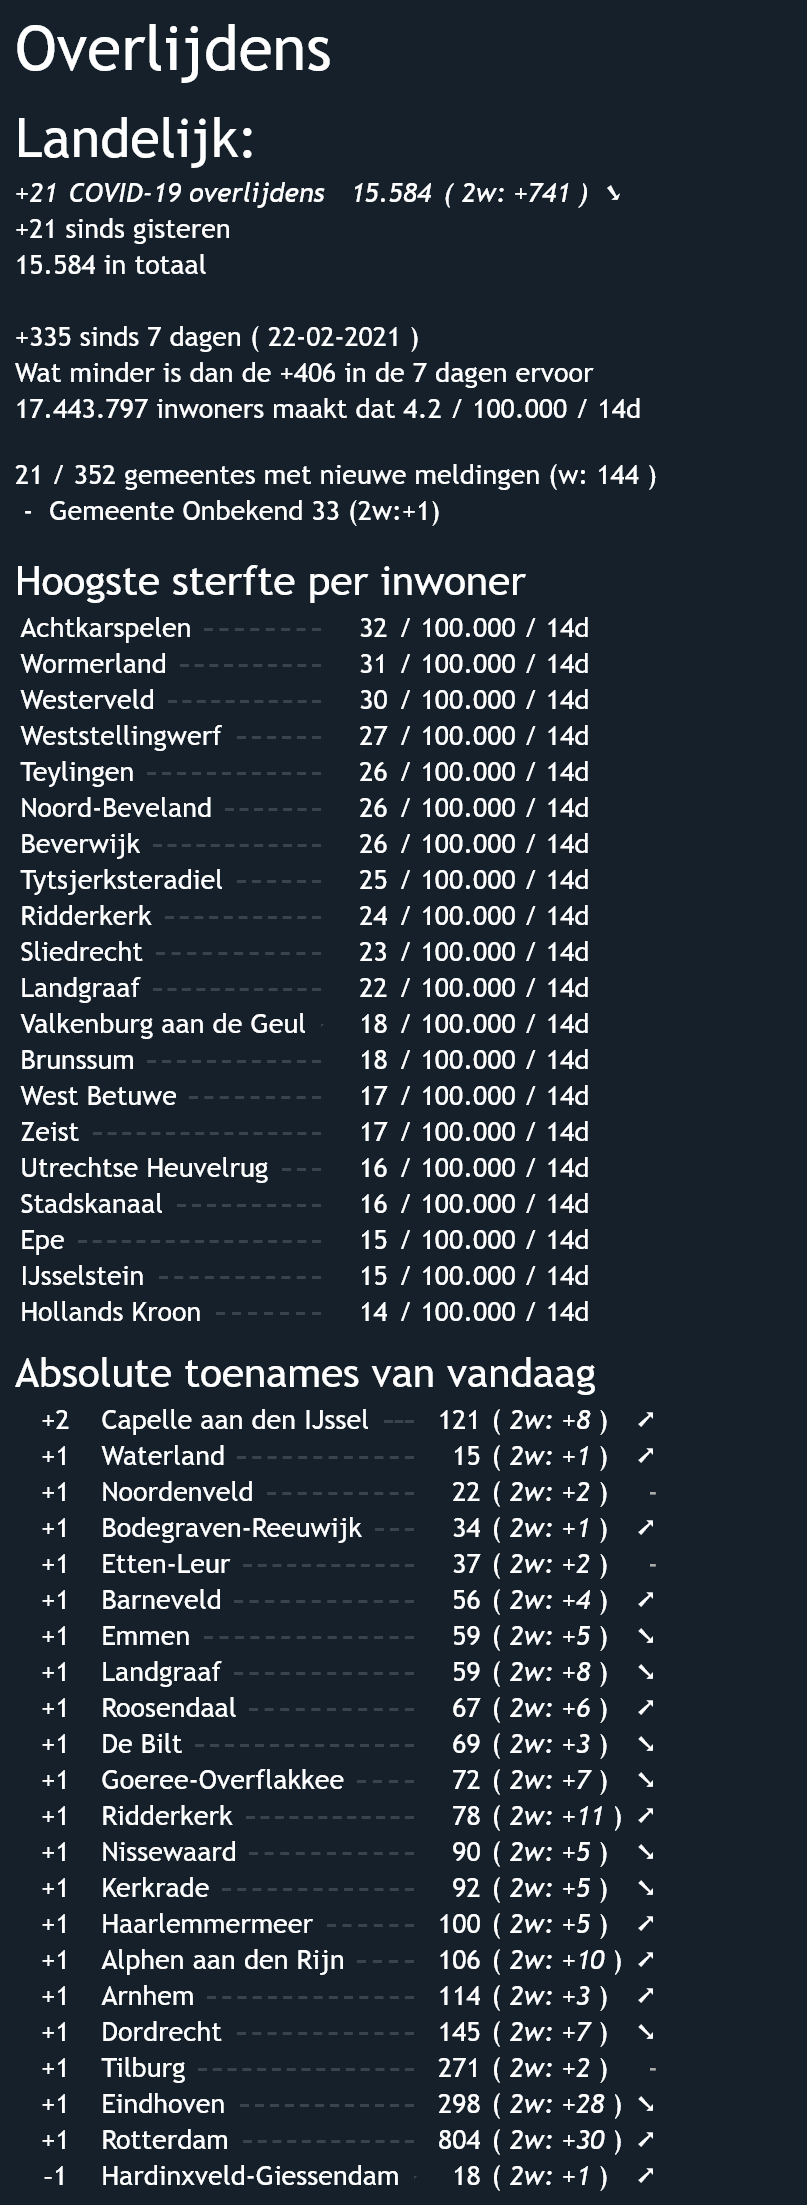 Overlijdens
Landelijk:
+21 COVID-19 overlijdens 15.584 ( 2w: +741 ) ➘
+21 sinds gisteren
15.584 in totaal
+335 sinds 7 dagen ( 22-02-2021 )
Wat minder is dan de +406 in de 7 dagen ervoor
17.443.797 inwoners maakt dat 4.2 / 100.000 / 14d
21 / 352 gemeentes met nieuwe meldingen (w: 144 )
- Gemeente Onbekend 33 (2w:+1)
Hoogste sterfte per inwoner
Achtkarspelen -------- 32 / 100.000 / 14d
Wormerland ---------- 31 / 100.000 / 14d
Westerveld ----------- 30 / 100.000 / 14d
Weststellingwerf ------ 27 / 100.000 / 14d
Teylingen ------------ 26 / 100.000 / 14d
Noord-Beveland ------- 26 / 100.000 / 14d
Beverwijk ------------ 26 / 100.000 / 14d
Tytsjerksteradiel ------ 25 / 100.000 / 14d
Ridderkerk ----------- 24 / 100.000 / 14d
Sliedrecht ------------ 23 / 100.000 / 14d
Landgraaf ------------ 22 / 100.000 / 14d
Valkenburg aan de Geul - 18 / 100.000 / 14d
Brunssum ------------ 18 / 100.000 / 14d
West Betuwe ---------- 17 / 100.000 / 14d
Zeist ---------------- 17 / 100.000 / 14d
Utrechtse Heuvelrug --- 16 / 100.000 / 14d
Stadskanaal ---------- 16 / 100.000 / 14d
Epe ----------------- 15 / 100.000 / 14d
IJsselstein ------------ 15 / 100.000 / 14d
Hollands Kroon ------- 14 / 100.000 / 14d
Absolute toenames van vandaag
+2 Capelle aan den IJssel --- 121 ( 2w: +8 ) ➚
+1 Waterland ------------ 15 ( 2w: +1 ) ➚
+1 Noordenveld ---------- 22 ( 2w: +2 ) -
+1 Bodegraven-Reeuwijk --- 34 ( 2w: +1 ) ➚
+1 Etten-Leur ------------ 37 ( 2w: +2 ) -
+1 Barneveld ------------ 56 ( 2w: +4 ) ➚
+1 Emmen -------------- 59 ( 2w: +5 ) ➘
+1 Landgraaf ------------ 59 ( 2w: +8 ) ➘
+1 Roosendaal ----------- 67 ( 2w: +6 ) ➚
+1 De Bilt --------------- 69 ( 2w: +3 ) ➘
+1 Goeree-Overflakkee ---- 72 ( 2w: +7 ) ➘
+1 Ridderkerk ----------- 78 ( 2w: +11 ) ➚
+1 Nissewaard ----------- 90 ( 2w: +5 ) ➘
+1 Kerkrade ------------- 92 ( 2w: +5 ) ➘
+1 Haarlemmermeer ------ 100 ( 2w: +5 ) ➚
+1 Alphen aan den Rijn ---- 106 ( 2w: +10 ) ➚
+1 Arnhem -------------- 114 ( 2w: +3 ) ➚
+1 Dordrecht ------------ 145 ( 2w: +7 ) ➘
+1 Tilburg --------------- 271 ( 2w: +2 ) -
+1 Eindhoven ------------ 298 ( 2w: +28 ) ➘
+1 Rotterdam ------------ 804 ( 2w: +30 ) ➚
-1 Hardinxveld-Giessendam - 18 ( 2w: +1 ) ➚